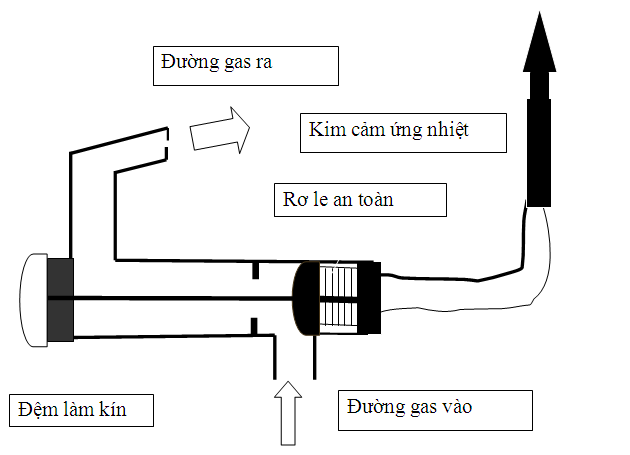 Đường gas ra
Kim cảm ứng nhiệt
Rơ le an toàn
Đệm làm kín
Đường gas vào